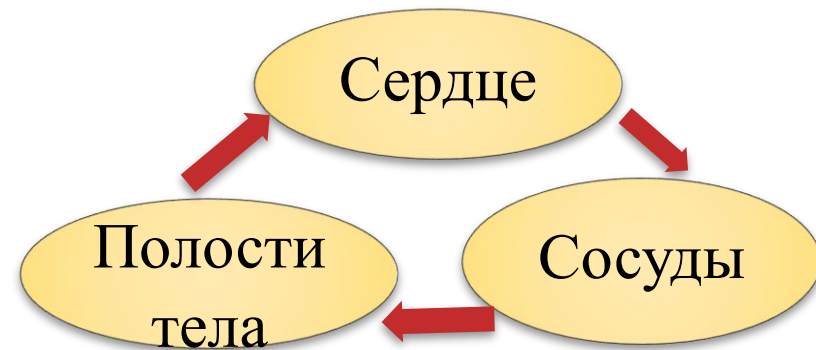 Сердце
Полости
тела
Сосуды